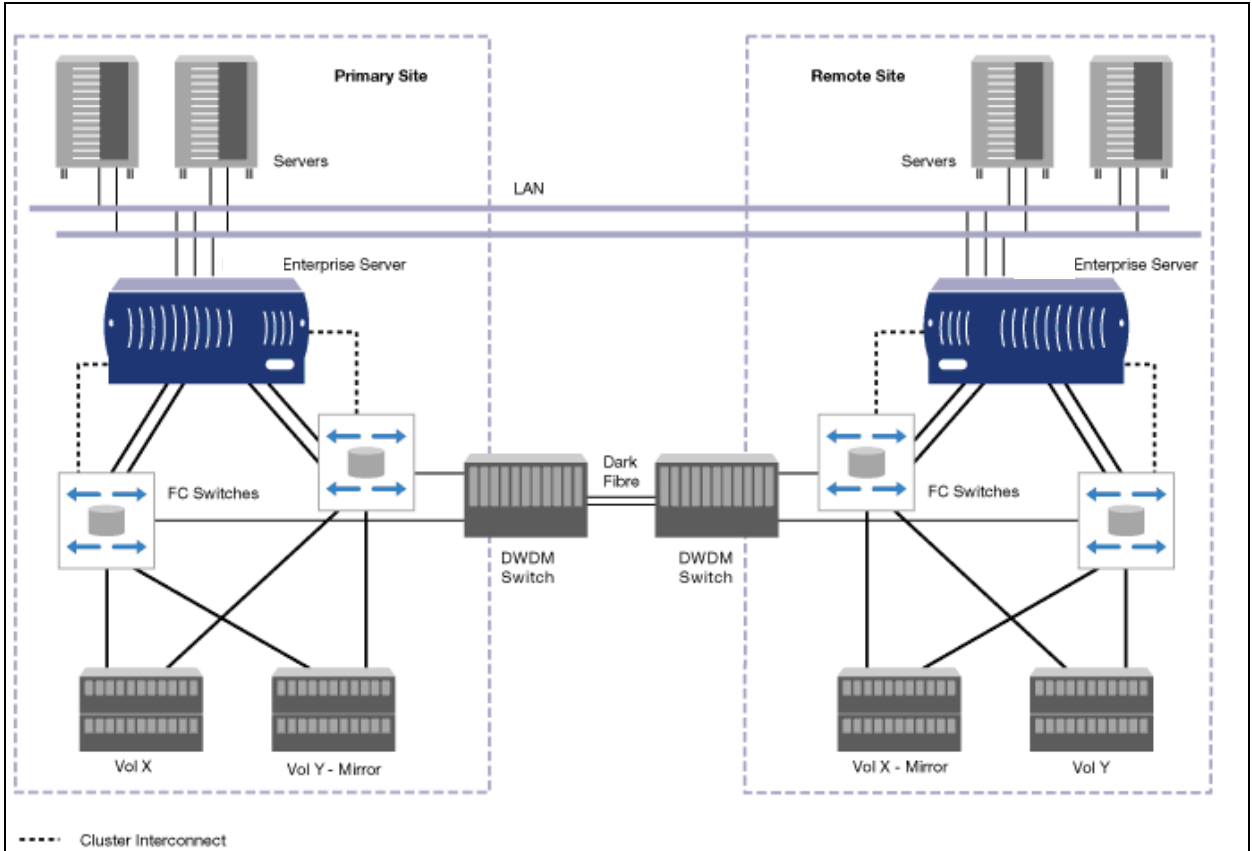 Primary Site
Remote Site
Servers
Servers
LAN
Enterprise Server
Enterprise Server
FC Switches
Dark
Fibre
FC Switches
DWDM
Switch
DWDM
Switch
Vol X
Vol Y - Mirror
Vol X - Mirror
Vol Y
Cluster Interconnect